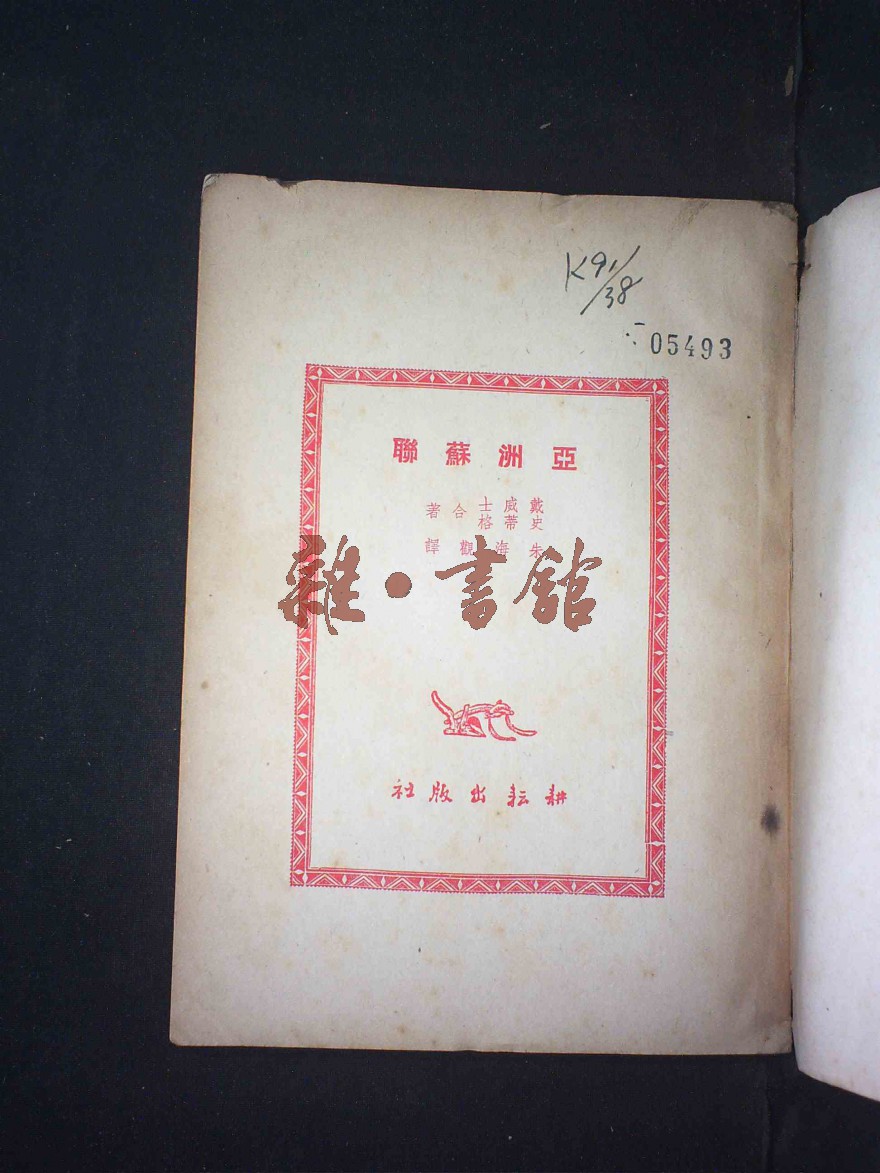 K91/38
05493
亞洲蘇聯
戴威士
史蒂格
合著
朱海觀譯
雜·書館
耕耘出版社